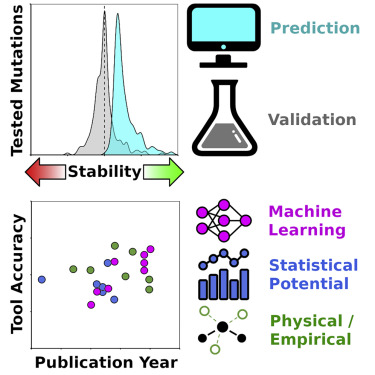 Tested Mutations
Prediction
Validation
Stability
Tool Accuracy
Machine
Learning
Statistical
Potential
Physical /
Empirical
Publication Year